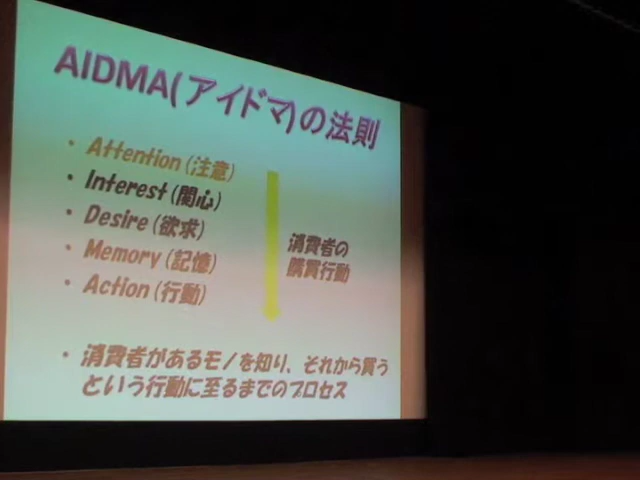 AIDMA(アイドマ)の法則
・Attention(注意)
・Interest(関心)
・Desire(欲求)
・Memory(記憶)
・Action(行動)
消費者の
購買行動
・消費者があるモノを知り、それから買う
という行動に至るまでのプロセス